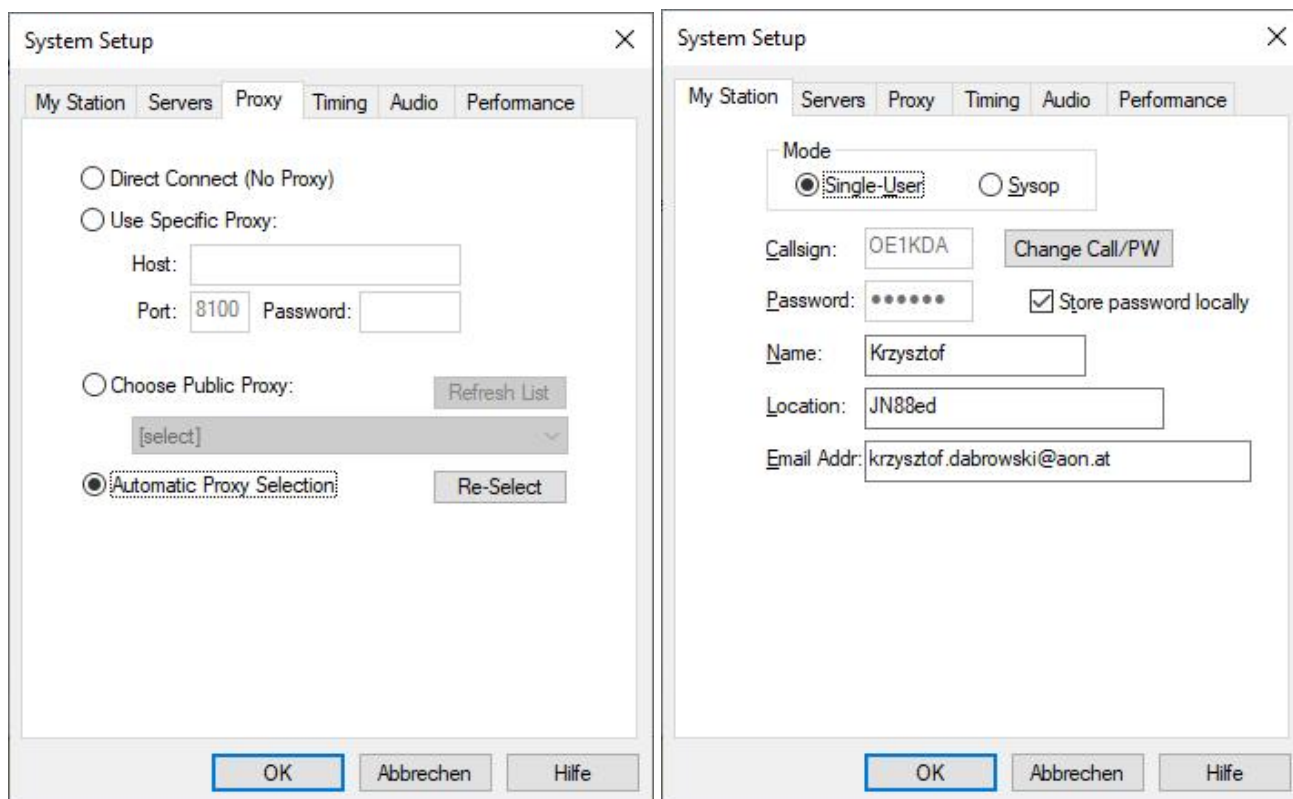 System Setup
My Station Servers Proxy Timing Audio Performance
Direct Connect (No Proxy)
Use Specific Proxy:
Host:
Port: 8100 Password:
Choose Public Proxy: Refresh List
[select]
Automatic Proxy Selection Re-Select
OK Abbrechen Hilfe
System Setup
My Station Servers Proxy Timing Audio Performance
Mode
Single-User Sysop
Callsign: OE1KDA Change Call/PW
Password: ●●●●●● Store password locally
Name: Krzysztof
Location: JN88ed
Email Addr: krzysztof.dabrowski@aon.at
OK Abbrechen Hilfe